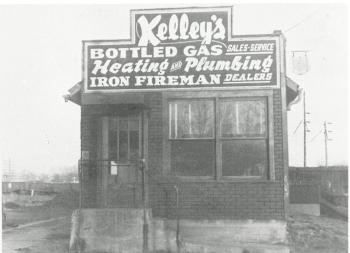 Kelley's
BOTTLED GAS SALES-SERVICE
Heating AND Plumbing
IRON FIREMAN DEALERS